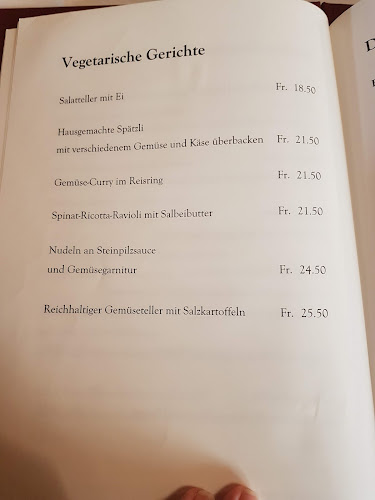 Vegetarische Gerichte
Salatteller mit Ei Fr. 18.50
Hausgemachte Spätzli
mit verschiedenem Gemüse und Käse überbacken Fr. 21.50
Gemüse-Curry im Reisring Fr. 21.50
Spinat-Ricotta-Ravioli mit Salbeibutter Fr. 21.50
Nudeln an Steinpilzsauce
und Gemüsegarnitur Fr. 24.50
Reichhaltiger Gemüseteller mit Salzkartoffeln Fr. 25.50